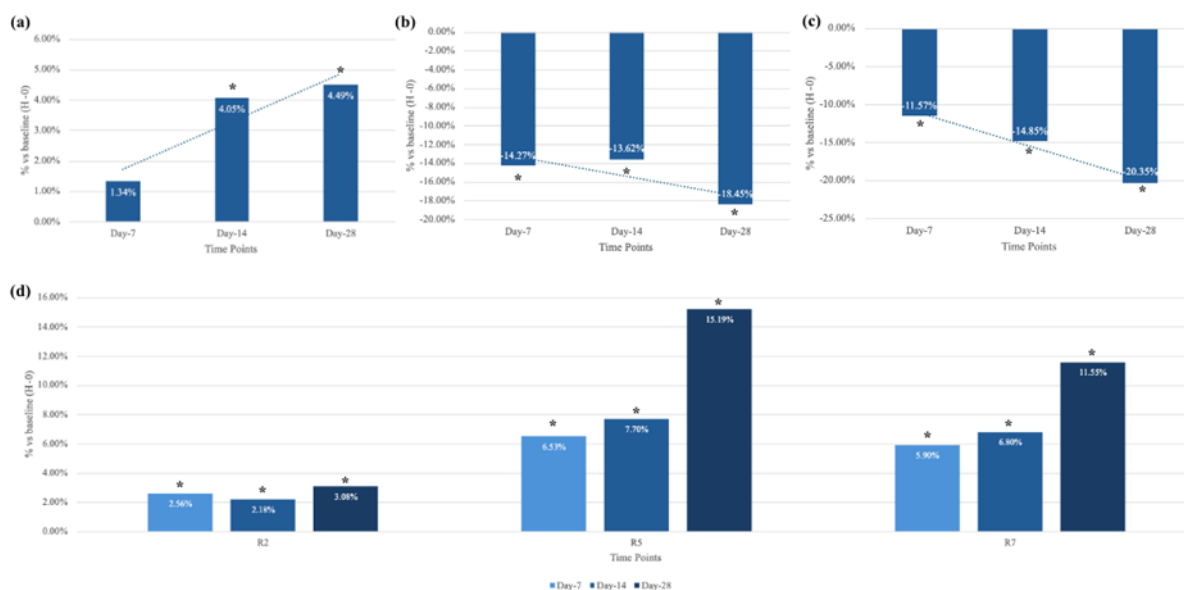 (a)
6.00%
5.00%
4.00%
3.00%
2.00%
1.00%
0.00%
% vs baseline (H -0)
1.34%
*
4.05%
*
4.49%
Day-7
Day-14
Day-28
Time Points
(b)
0.00%
-2.00%
-4.00%
-6.00%
-8.00%
-10.00%
-12.00%
-14.00%
-16.00%
-18.00%
-20.00%
% vs baseline (H -0)
-14.27%
*
-13.62%
*
-18.45%
*
Day-7
Day-14
Day-28
Time Points
(c)
0.00%
-5.00%
-10.00%
-15.00%
-20.00%
-25.00%
% vs baseline (H -0)
-11.57%
*
-14.85%
*
-20.35%
*
Day-7
Day-14
Day-28
Time Points
(d)
16.00%
14.00%
12.00%
10.00%
8.00%
6.00%
4.00%
2.00%
0.00%
% vs baseline (H -0)
*
2.56%
*
2.18%
*
3.08%
*
6.53%
*
7.70%
*
15.19%
*
5.90%
*
6.80%
*
11.55%
R2
R5
R7
Time Points
Day-7 Day-14 Day-28